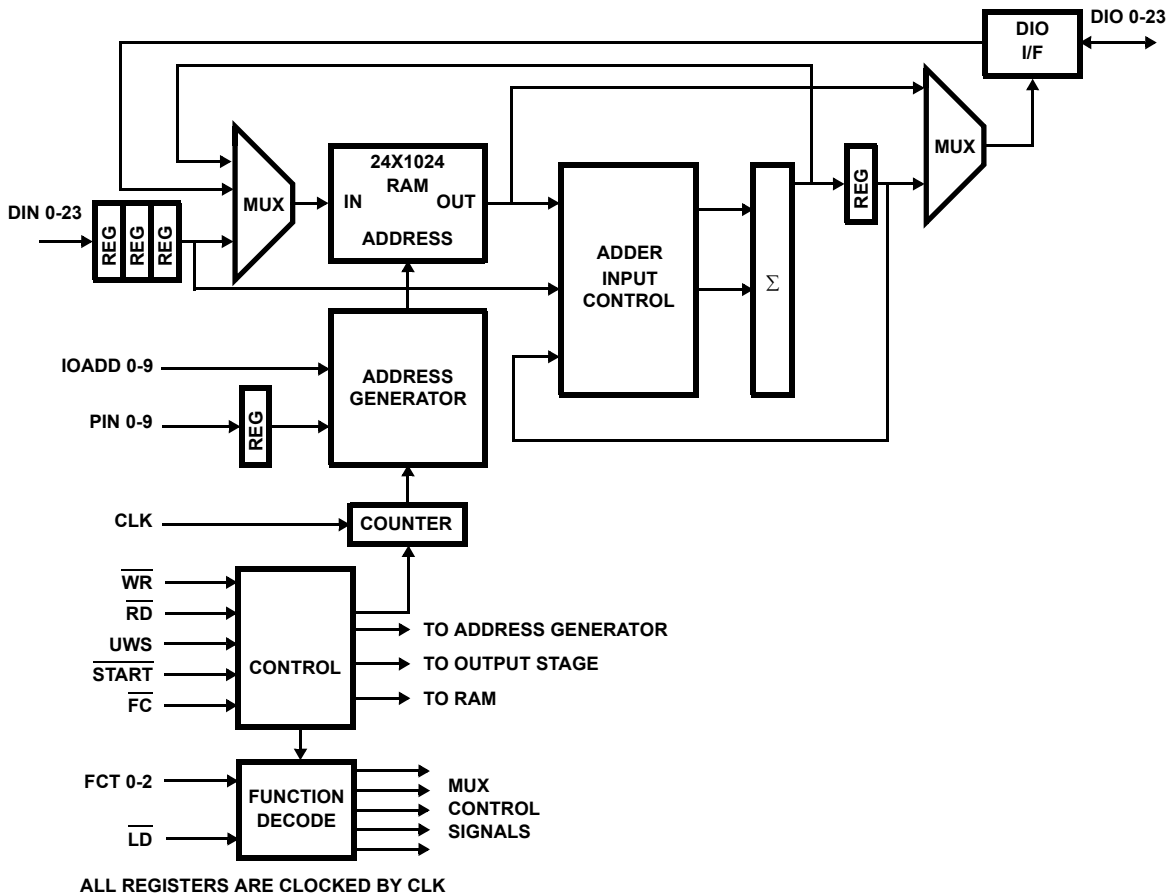 DIO 0-23
DIO
I/F
24X1024
RAM
IN
OUT
ADDRESS
MUX
MUX
REG
DIN 0-23
REG
REG
REG
ADDER
INPUT
CONTROL
Σ
IOADD 0-9
ADDRESS
GENERATOR
PIN 0-9
REG
CLK
COUNTER
WR
RD
UWS
START
FC
CONTROL
TO ADDRESS GENERATOR
TO OUTPUT STAGE
TO RAM
FCT 0-2
LD
FUNCTION
DECODE
MUX
CONTROL
SIGNALS
ALL REGISTERS ARE CLOCKED BY CLK